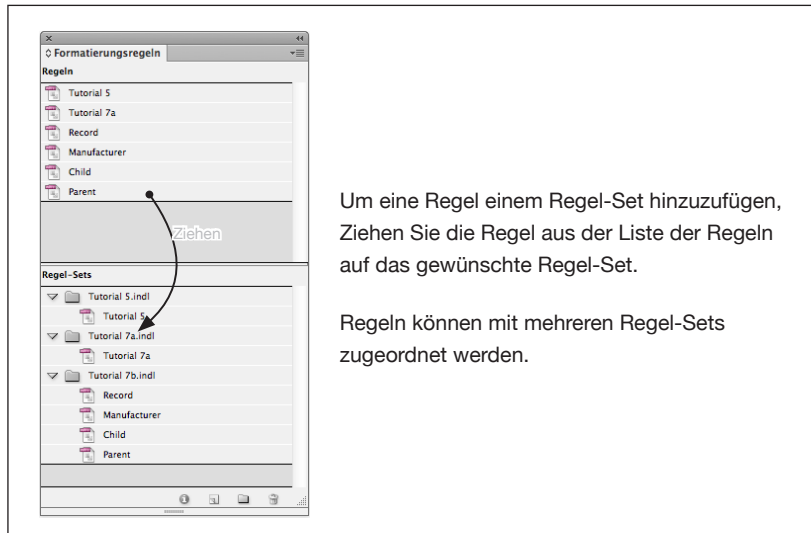 Formatierungsregeln
Regeln
Tutorial 5
Tutorial 7a
Record
Manufacturer
Child
Parent
Ziehen
Regel-Sets
Tutorial 5.indl
Tutorial 5
Tutorial 7a.indl
Tutorial 7a
Tutorial 7b.indl
Record
Manufacturer
Child
Parent
Um eine Regel einem Regel-Set hinzuzufügen,
Ziehen Sie die Regel aus der Liste der Regeln
auf das gewünschte Regel-Set.
Regeln können mit mehreren Regel-Sets
zugeordnet werden.